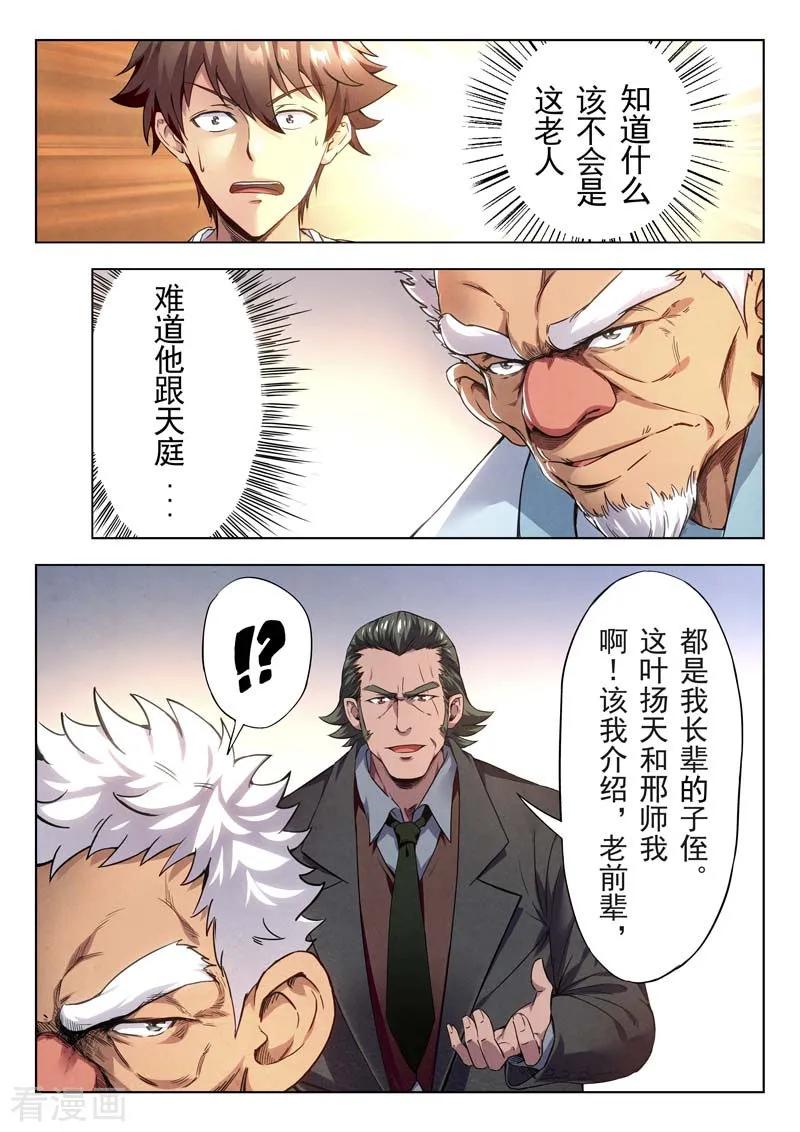 这老人
该不会是
知道什么
难道他跟天庭...
!?
啊！该我介绍，老前辈，
这叶扬天和邢师我
都是我长辈的子侄。
看漫画